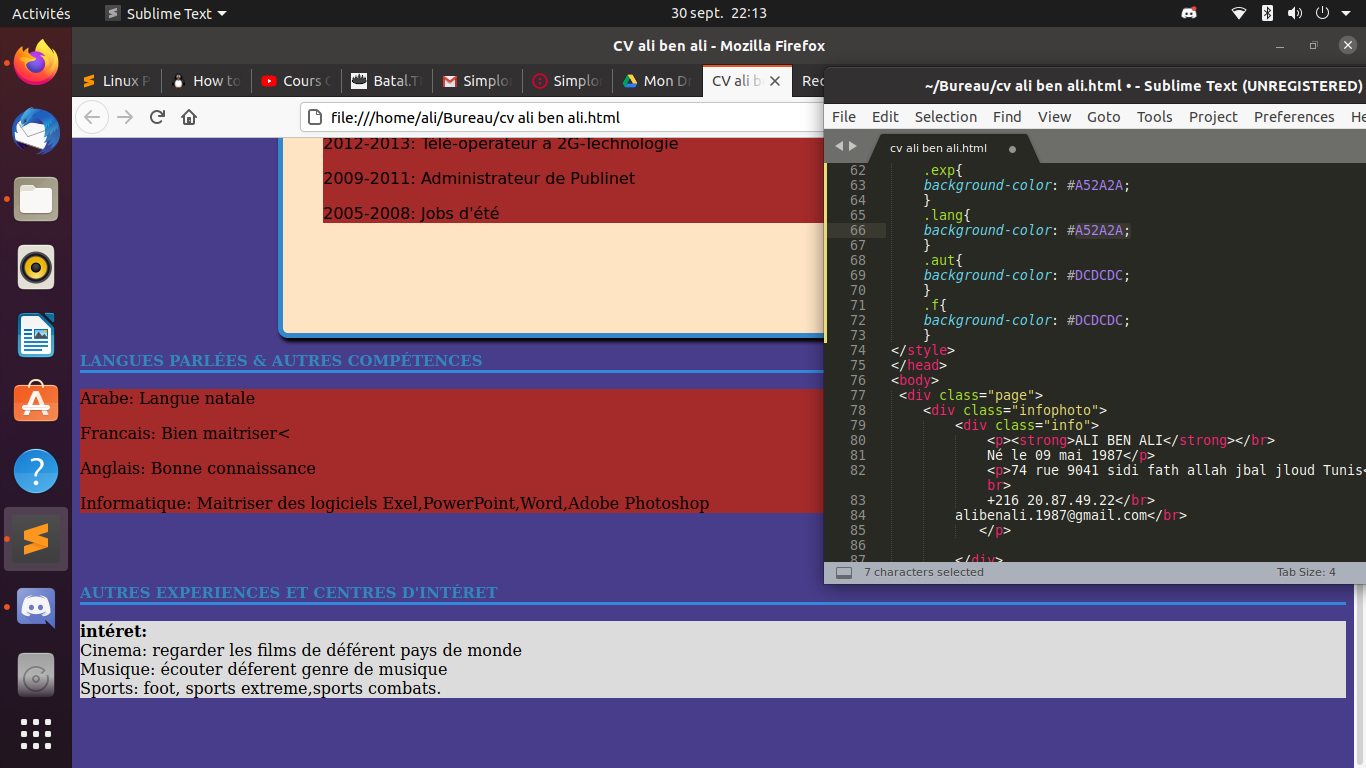 Activités
Sublime Text
30 sept. 22:13
CV ali ben ali - Mozilla Firefox
Linux P
How to
Cours C
Batal.T
Simplo
Simplo
Mon Dr
CV ali b
Rec
file:///home/ali/Bureau/cv ali ben ali.html
2012-2013: Télé-opérateur à 2G-Technologie
2009-2011: Administrateur de Publinet
2005-2008: Jobs d'été
LANGUES PARLÉES & AUTRES COMPÉTENCES
Arabe: Langue natale
Francais: Bien maitriser<
Anglais: Bonne connaissance
Informatique: Maitriser des logiciels Exel,PowerPoint,Word,Adobe Photoshop
AUTRES EXPERIENCES ET CENTRES D'INTÉRET
intéret:
Cinema: regarder les films de déférent pays de monde
Musique: écouter déferent genre de musique
Sports: foot, sports extreme,sports combats.
~/Bureau/cv ali ben ali.html • - Sublime Text (UNREGISTERED)
File Edit Selection Find View Goto Tools Project Preferences He
cv ali ben ali.html
62 .exp{
63 background-color: #A52A2A;
64 }
65 .lang{
66 background-color: #A52A2A;
67 }
68 .aut{
69 background-color: #DCDCDC;
70 }
71 .f{
72 background-color: #DCDCDC;
73 }
74 </style>
75 </head>
76 <body>
77 <div class="page">
78 <div class="infophoto">
79 <div class="info">
80 <p><strong>ALI BEN ALI</strong></br>
81 Né le 09 mai 1987</p>
82 <p>74 rue 9041 sidi fath allah jbal jloud Tunis<
br>
83 +216 20.87.49.22</br>
84 alibenali.1987@gmail.com</br>
85 </p>
86
87 </div>
7 characters selected
Tab Size: 4